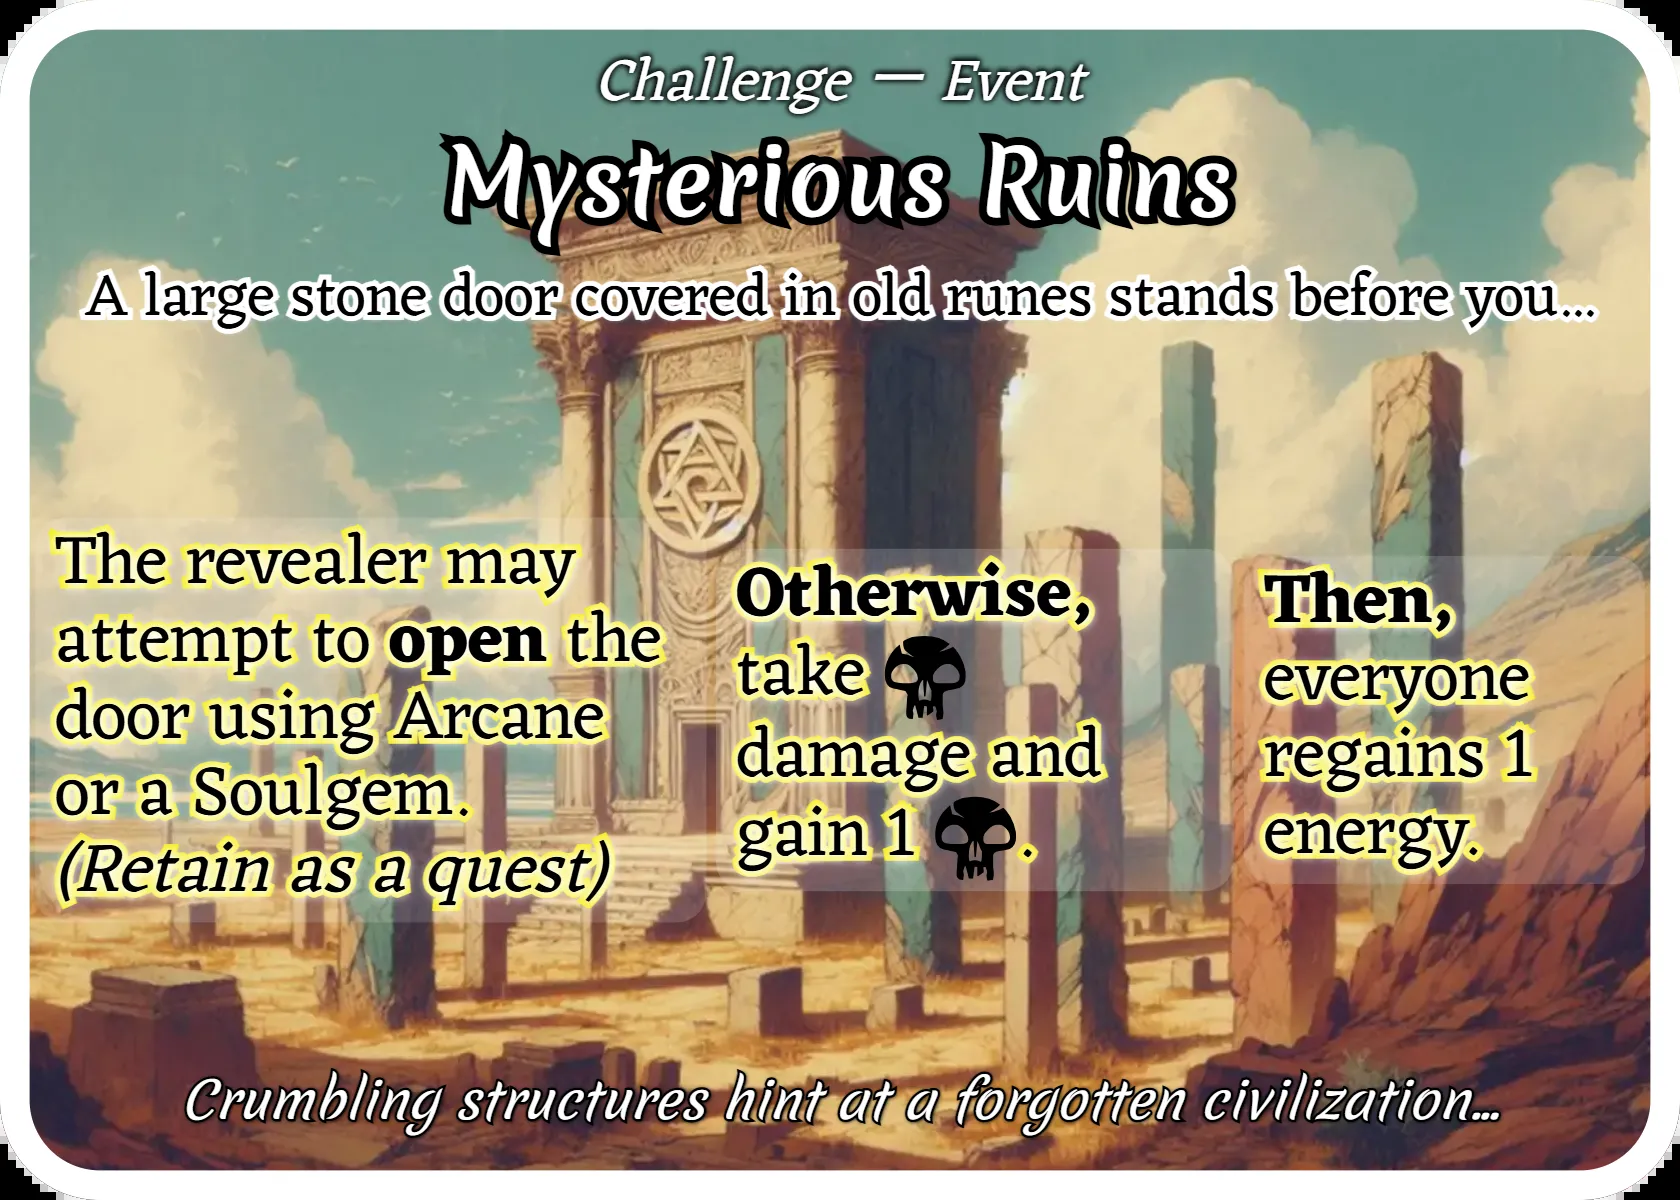 Challenge — Event
Mysterious Ruins
A large stone door covered in old runes stands before you...
The revealer may
attempt to open the
door using Arcane
or a Soulgem.
(Retain as a quest)
Otherwise,
take
damage and
gain 1 .
Then,
everyone
regains 1
energy.
Crumbling structures hint at a forgotten civilization...